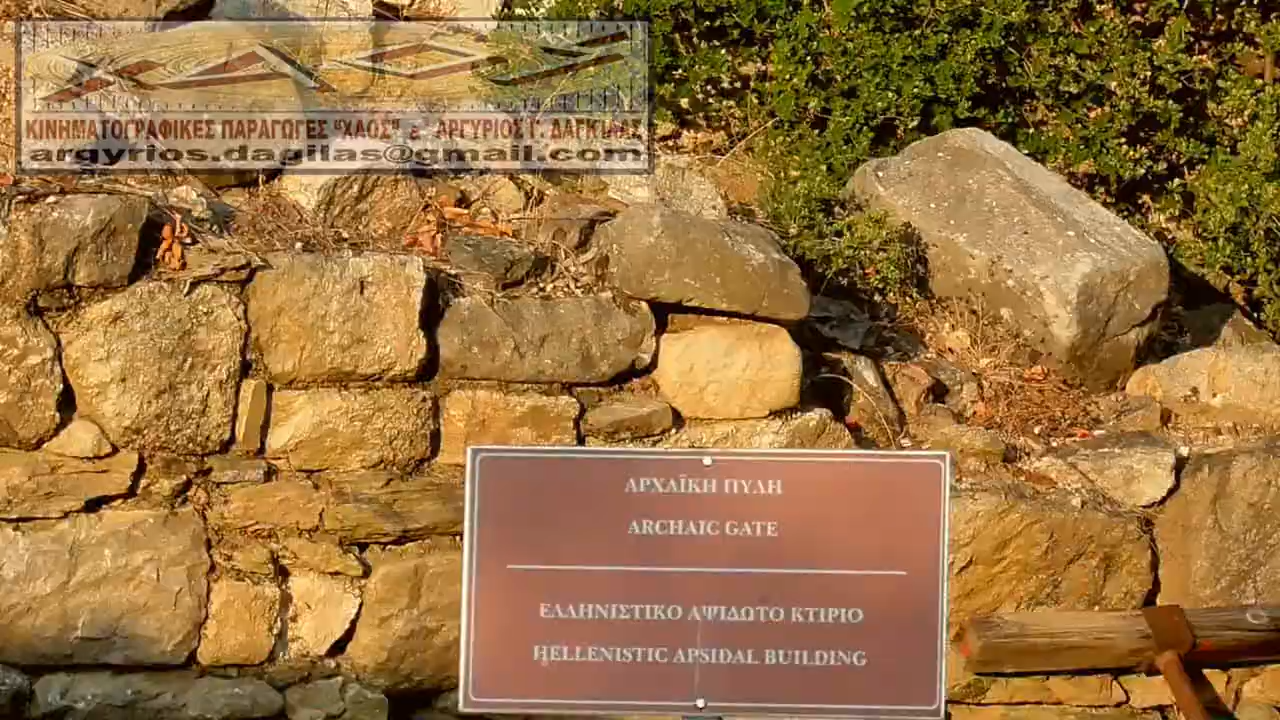 ΚΙΝΗΜΑΤΟΓΡΑΦΙΚΕΣ ΠΑΡΑΓΩΓΕΣ "ΧΑΟΣ" ΑΡΓΥΡΙΟΣ Γ. ΔΑΓΚΙΛΑΣ
argyrios.dagilas@gmail.com
ΑΡΧΑΪΚΗ ΠΥΛΗ
ARCHAIC GATE
ΕΛΛΗΝΙΣΤΙΚΟ ΑΨΙΔΩΤΟ ΚΤΙΡΙΟ
HELLENISTIC APSIDAL BUILDING